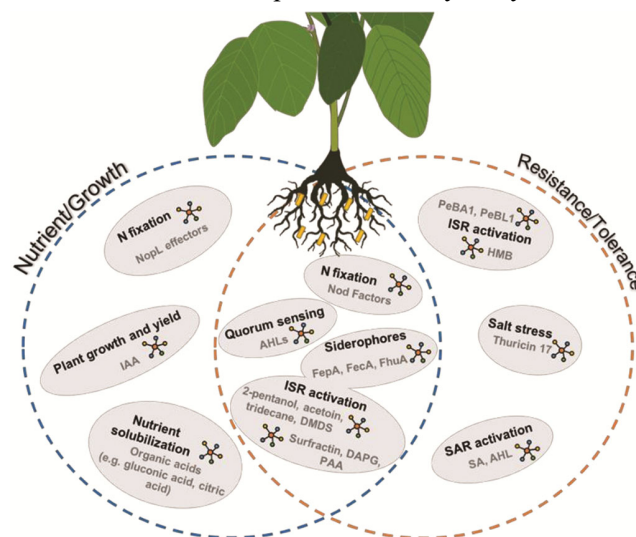 Nutrient/Growth
Resistance/Tolerance
N fixation
NopL effectors
Plant growth and yield
IAA
Nutrient
solubilization
Organic acids
(e.g. gluconic acid, citric
acid)
N fixation
Nod Factors
Quorum sensing
AHLs
Siderophores
FepA, FecA, FhuA
ISR activation
2-pentanol, acetoin,
tridecane, DMDS
Surfractin, DAPG,
PAA
PeBA1, PeBL1
ISR activation
HMB
Salt stress
Thuricin 17
SAR activation
SA, AHL